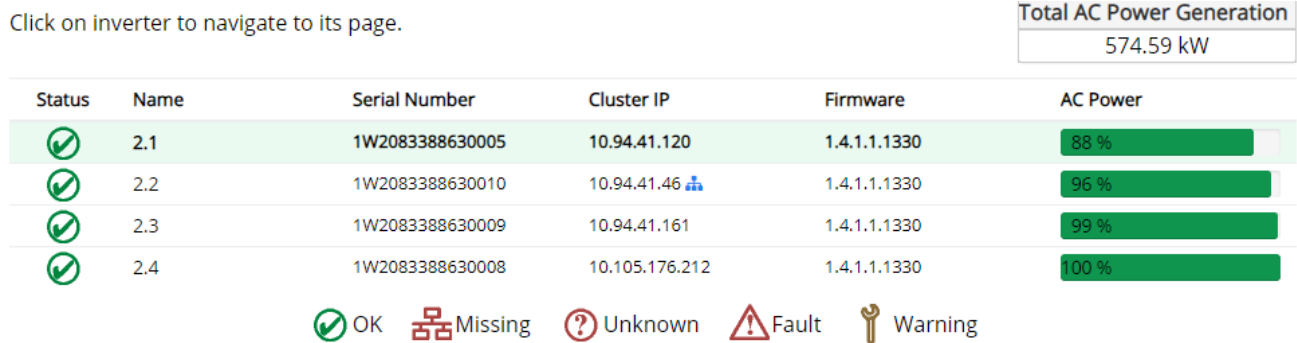 Click on inverter to navigate to its page.
Total AC Power Generation
574.59 kW
Status Name Serial Number Cluster IP Firmware AC Power
2.1 1W2083388630005 10.94.41.120 1.4.1.1.1330 88 %
2.2 1W2083388630010 10.94.41.46 1.4.1.1.1330 96 %
2.3 1W2083388630009 10.94.41.161 1.4.1.1.1330 99 %
2.4 1W2083388630008 10.105.176.212 1.4.1.1.1330 100 %
OK Missing Unknown Fault Warning